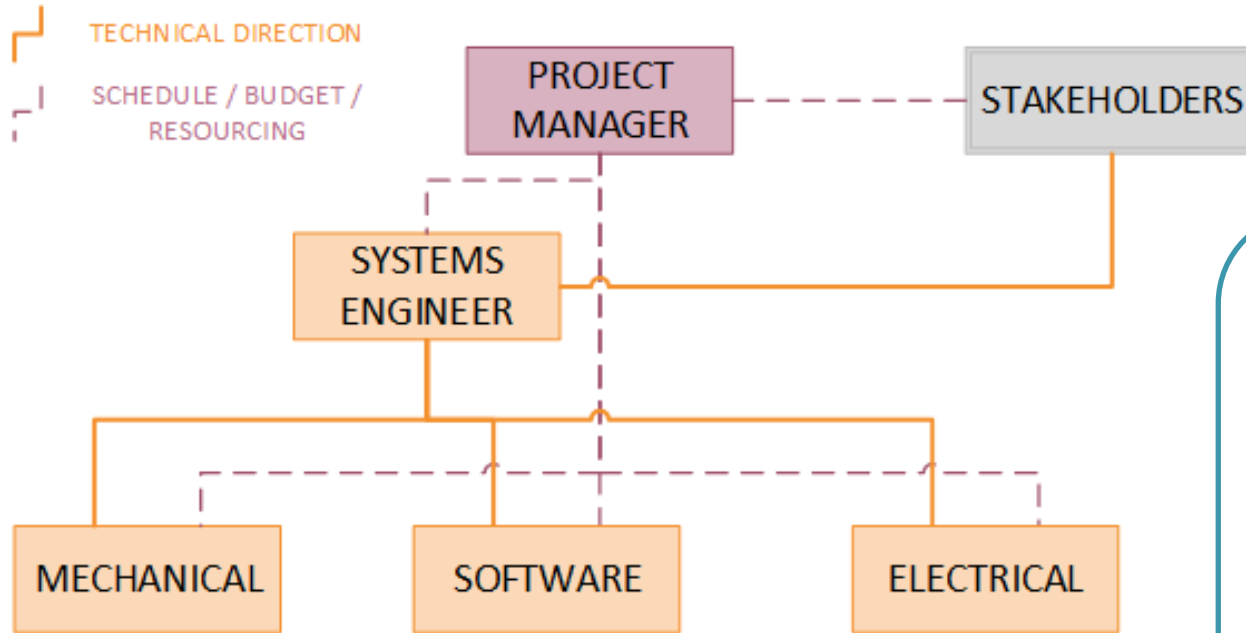 TECHNICAL DIRECTION
SCHEDULE / BUDGET /
RESOURCING
PROJECT
MANAGER
STAKEHOLDERS
SYSTEMS
ENGINEER
MECHANICAL
SOFTWARE
ELECTRICAL